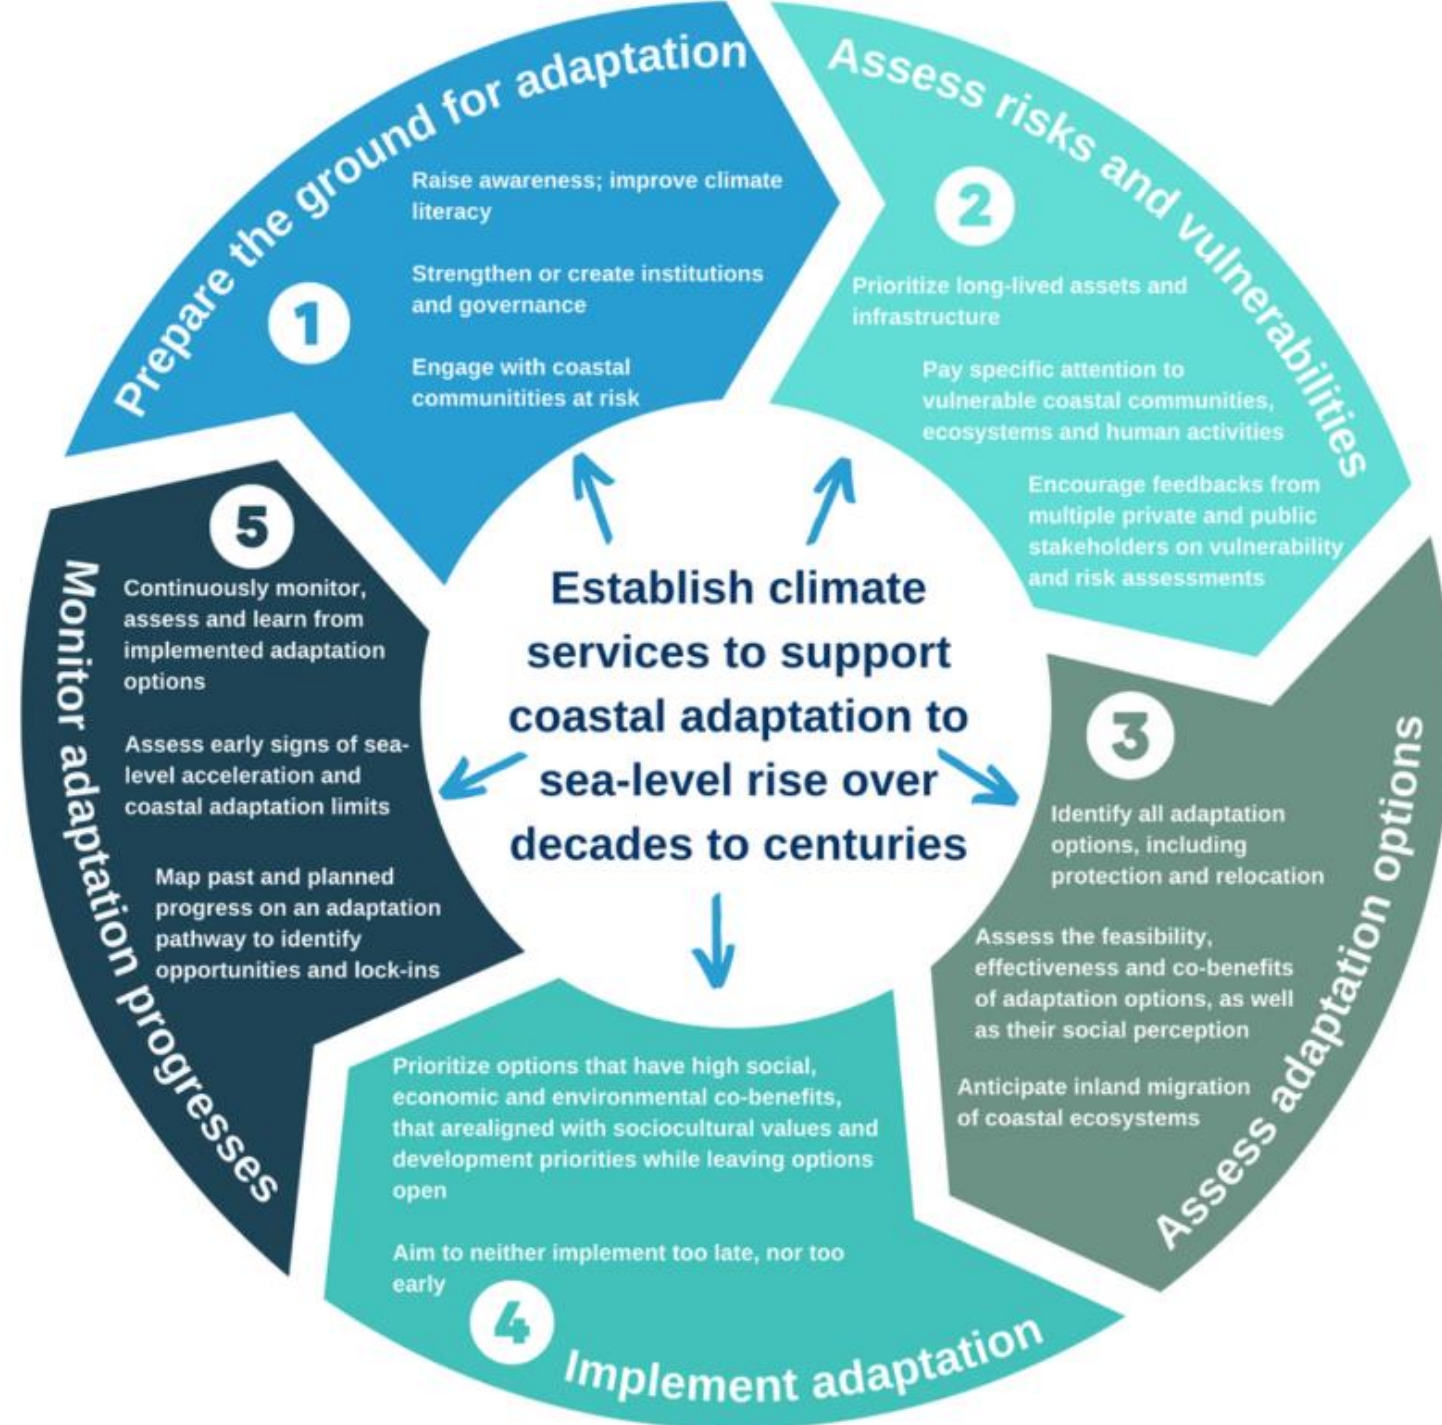 Prepare the ground for adaptation
1
Raise awareness; improve climate
literacy
Strengthen or create institutions
and governance
Engage with coastal
communitities at risk
Assess risks and vulnerabilities
2
Prioritize long-lived assets and
infrastructure
Pay specific attention to
vulnerable coastal communities,
ecosystems and human activities
Encourage feedbacks from
multiple private and public
stakeholders on vulnerability
and risk assessments
Assess adaptation options
3
Identify all adaptation
options, including
protection and relocation
Assess the feasibility,
effectiveness and co-benefits
of adaptation options, as well
as their social perception
Anticipate inland migration
of coastal ecosystems
Prioritize options that have high social,
economic and environmental co-benefits,
that arealigned with sociocultural values and
development priorities while leaving options
open
Aim to neither implement too late, nor too
early
4
Implement adaptation
Monitor adaptation progresses
5
Continuously monitor,
assess and learn from
implemented adaptation
options
Assess early signs of sea-
level acceleration and
coastal adaptation limits
Map past and planned
progress on an adaptation
pathway to identify
opportunities and lock-ins
Establish climate
services to support
coastal adaptation to
sea-level rise over
decades to centuries